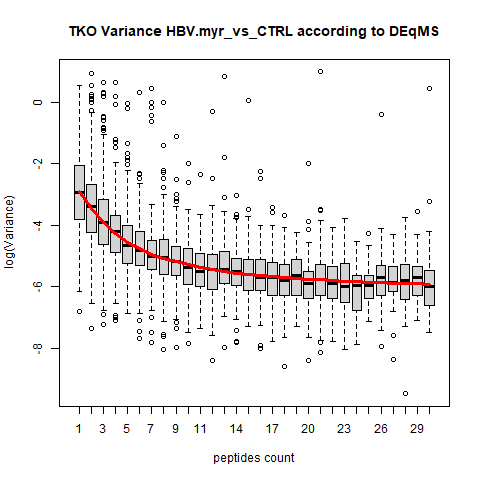 TKO Variance HBV.myr_vs_CTRL according to DEqMS
log(Variance)
0
-2
-4
-6
-8
1 3 5 7 9 11 14 17 20 23 26 29
peptides count